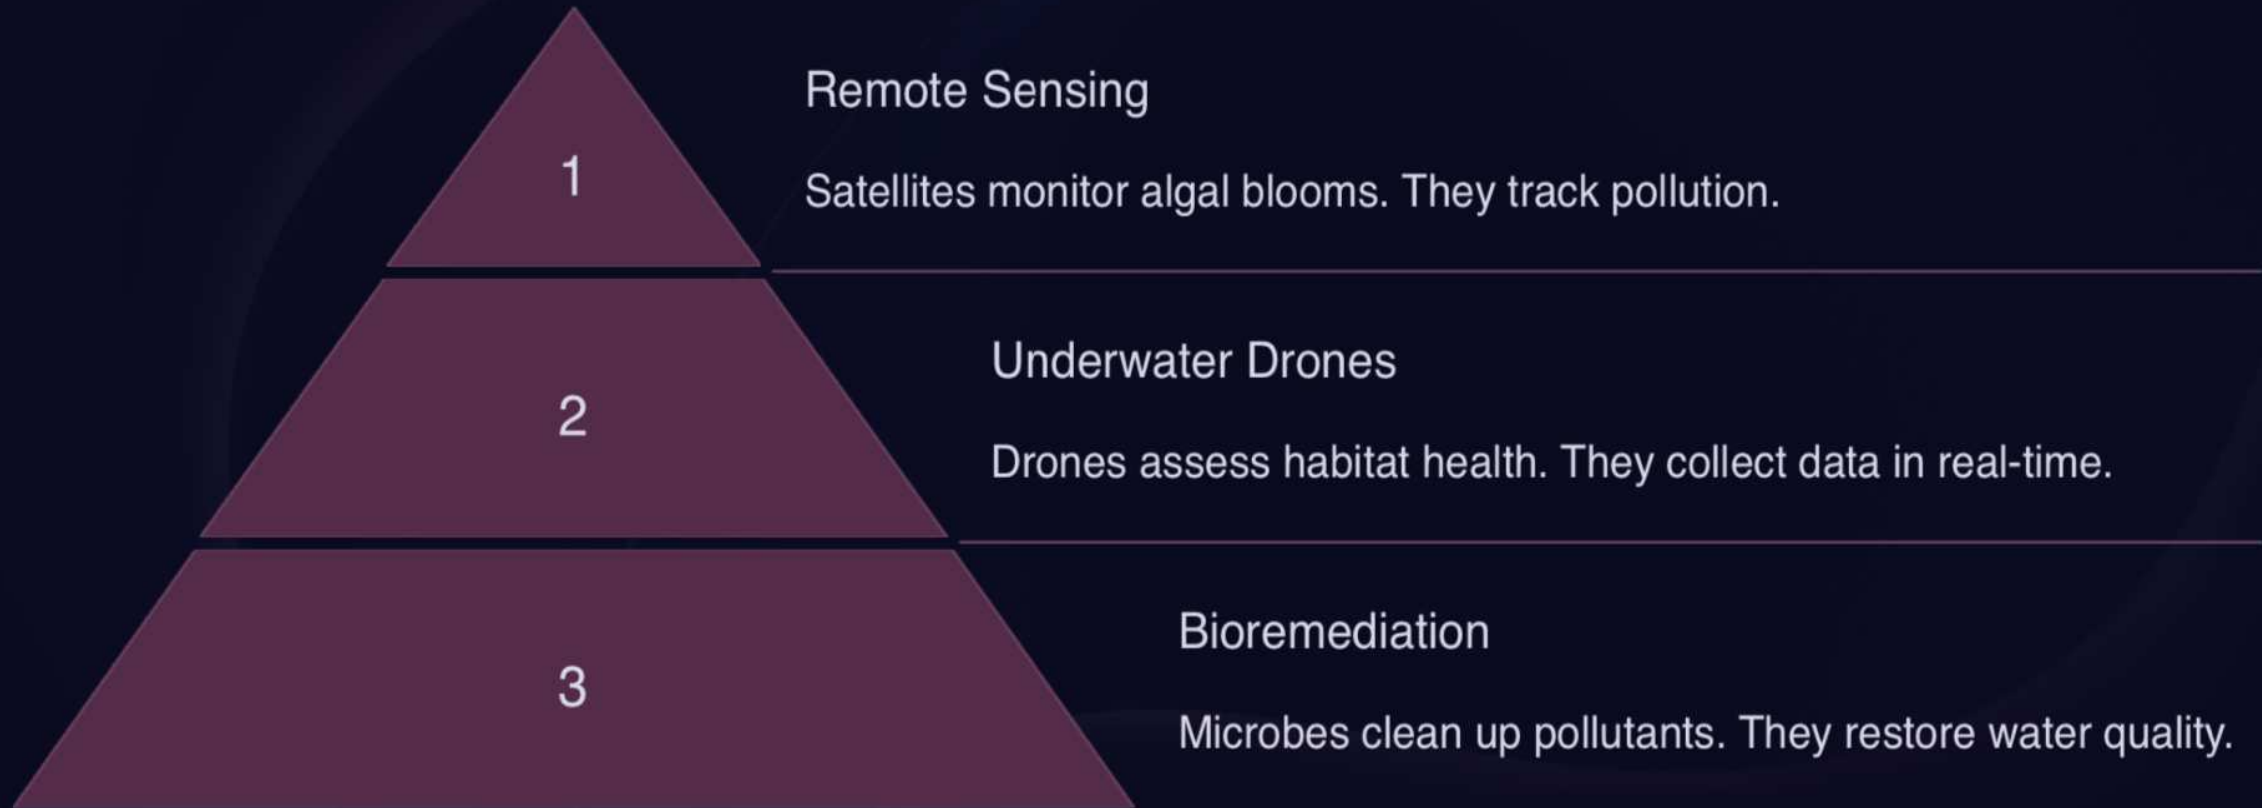 1
Remote Sensing
Satellites monitor algal blooms. They track pollution.
2
Underwater Drones
Drones assess habitat health. They collect data in real-time.
3
Bioremediation
Microbes clean up pollutants. They restore water quality.